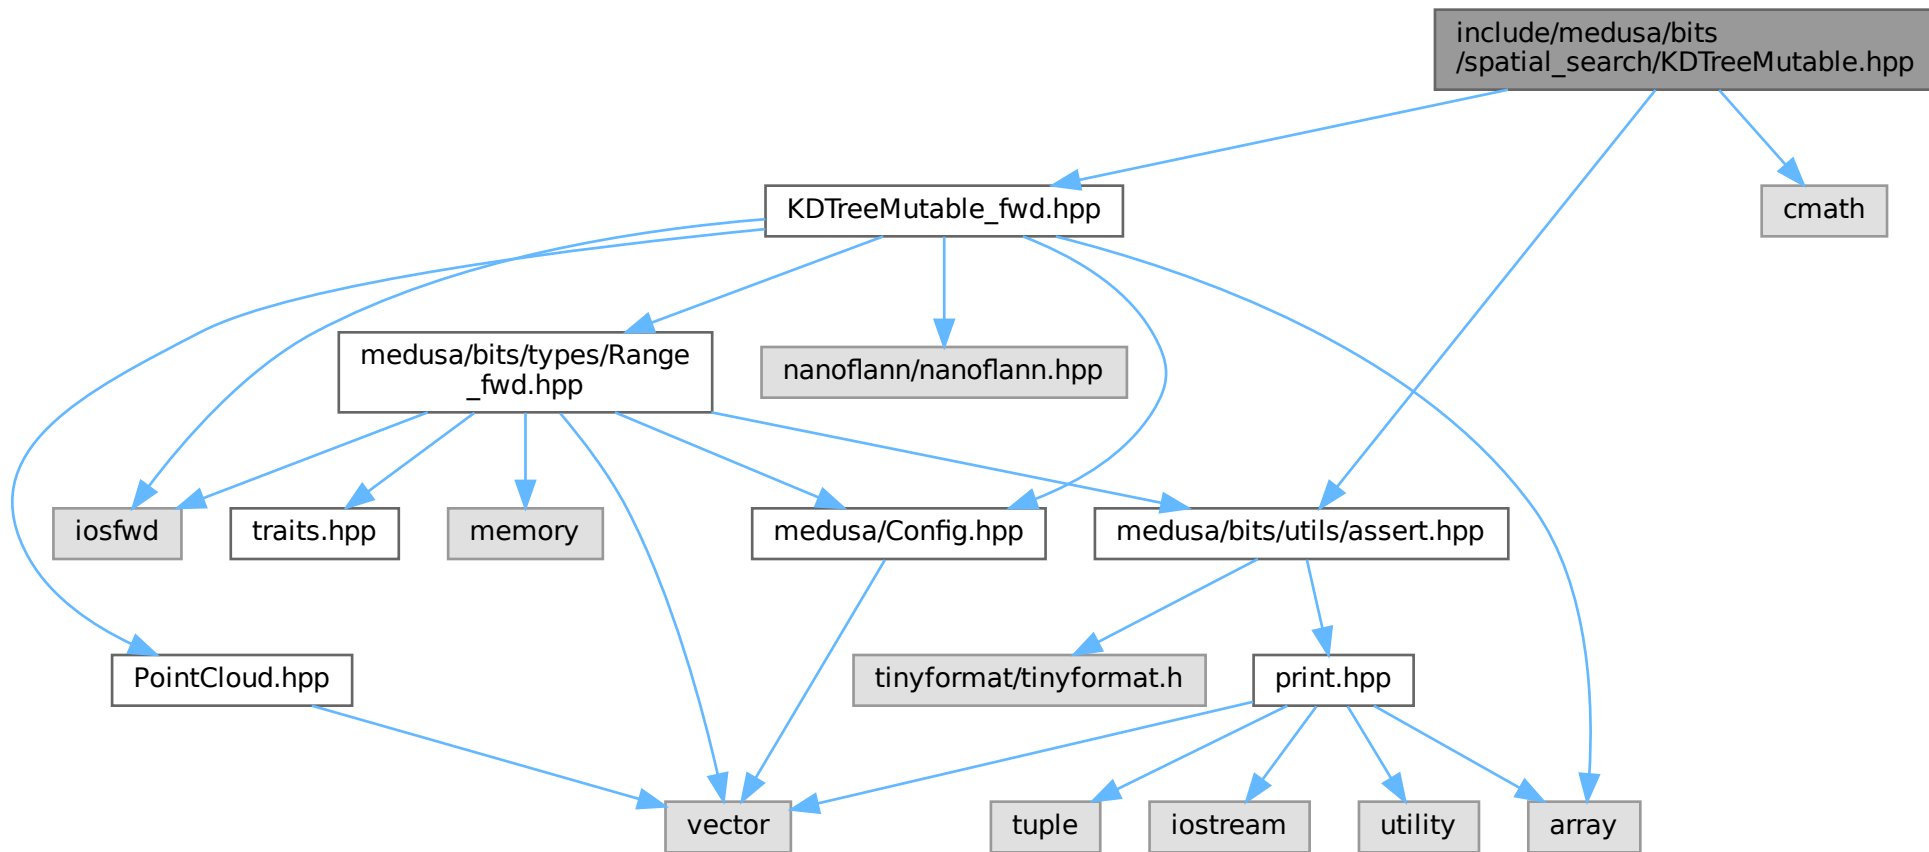 include/medusa/bits
/spatial_search/KDTreeMutable.hpp
KDTreeMutable_fwd.hpp
cmath
medusa/bits/types/Range
_fwd.hpp
nanoflann/nanoflann.hpp
iosfwd
traits.hpp
memory
medusa/Config.hpp
medusa/bits/utils/assert.hpp
PointCloud.hpp
tinyformat/tinyformat.h
print.hpp
vector
tuple
iostream
utility
array